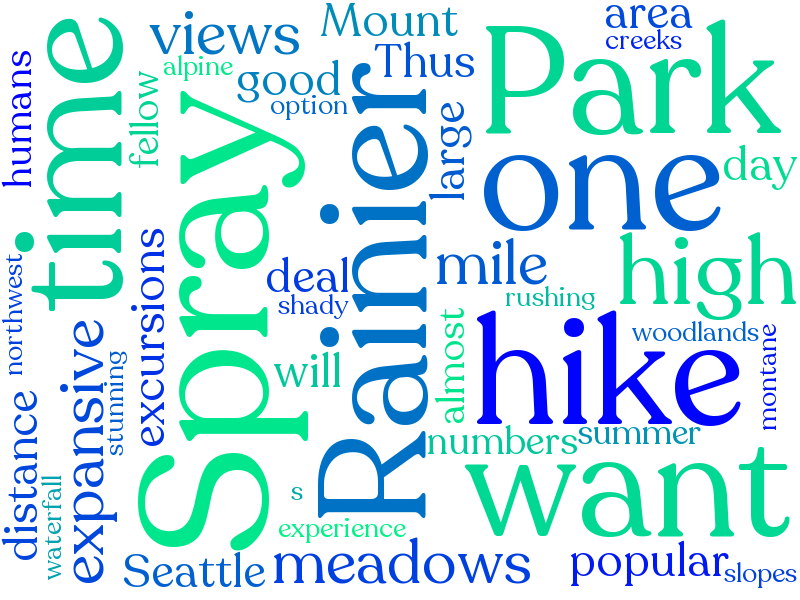 Mount
area
creeks
views
Thus
Park
time
alpine
good
option
fellow
humans
Spray
Rainier
large
one
day
deal
shady
mile
high
rushing
excursions
northwest
expansive
stunning
will
almost
hike
woodlands
montane
distance
waterfall
numbers
summer
want
s
experience
Seattle
meadows
popular
slopes